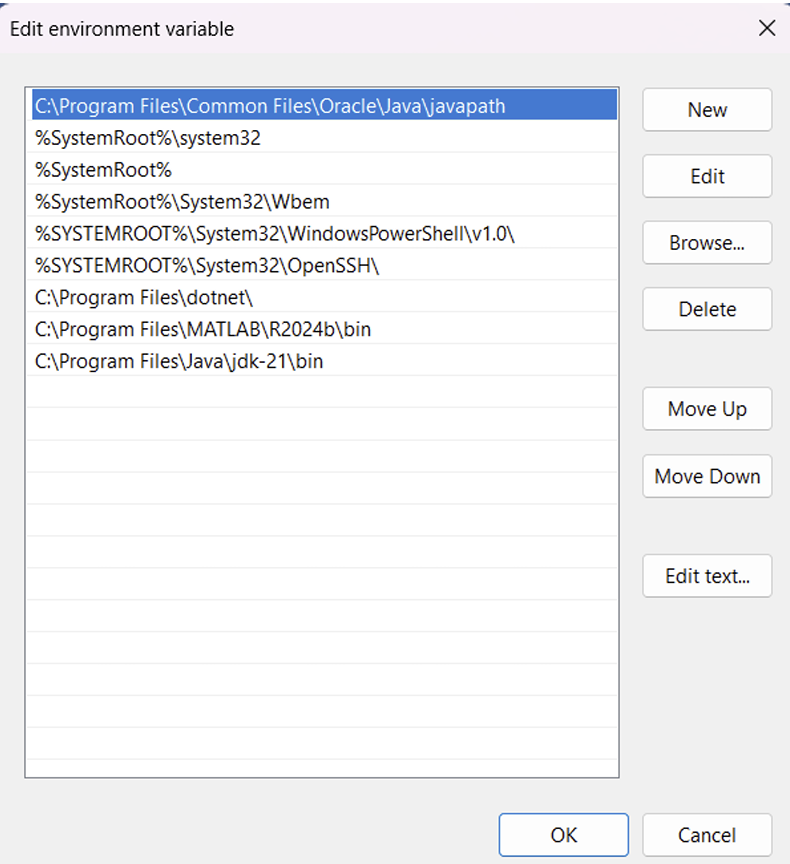 Edit environment variable
C:\Program Files\Common Files\Oracle\Java\javapath
%SystemRoot%\system32
%SystemRoot%
%SystemRoot%\System32\Wbem
%SYSTEMROOT%\System32\WindowsPowerShell\v1.0\
%SYSTEMROOT%\System32\OpenSSH\
C:\Program Files\dotnet\
C:\Program Files\MATLAB\R2024b\bin
C:\Program Files\Java\jdk-21\bin
New
Edit
Browse...
Delete
Move Up
Move Down
Edit text...
OK
Cancel